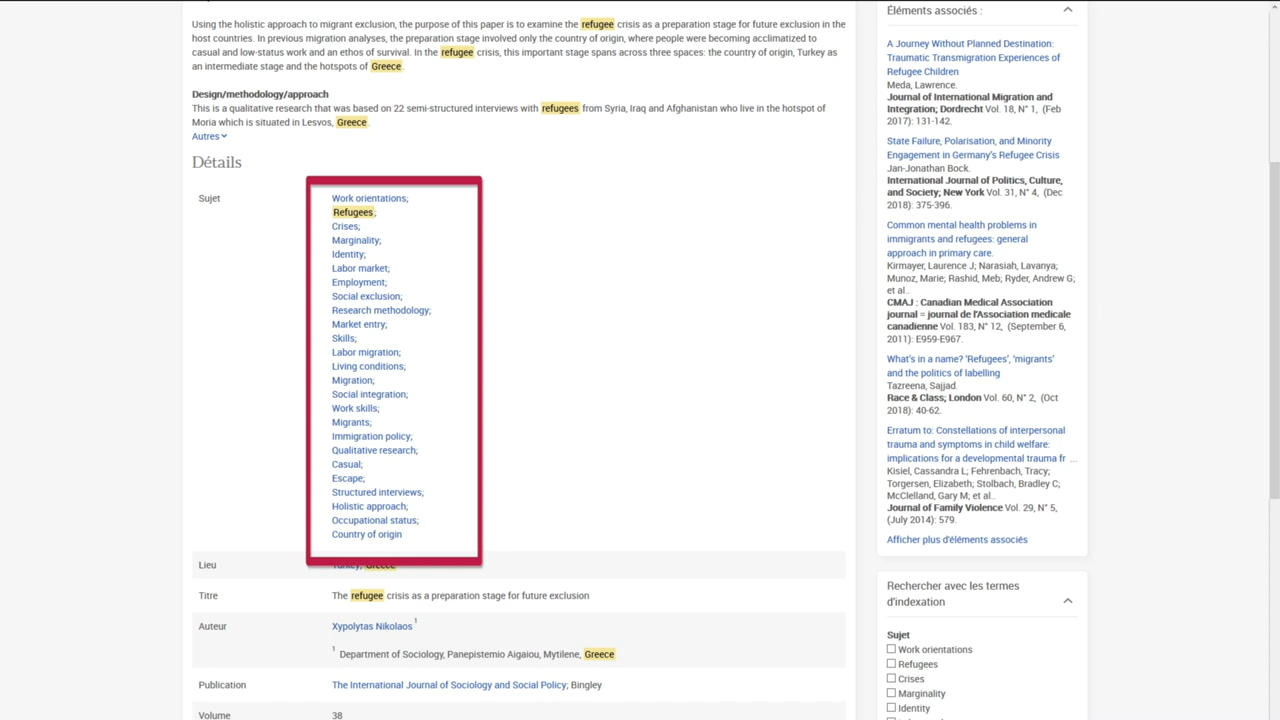 Using the holistic approach to migrant exclusion, the purpose of this paper is to examine the refugee crisis as a preparation stage for future exclusion in the
host countries. In previous migration analyses, the preparation stage involved only the country of origin, where people were becoming acclimatized to
casual and low-status work and an ethos of survival. In the refugee crisis, this important stage spans across three spaces: the country of origin, Turkey as
an intermediate stage and the hotspots of Greece.
Design/methodology/approach
This is a qualitative research that was based on 22 semi-structured interviews with refugees from Syria, Iraq and Afghanistan who live in the hotspot of
Moria which is situated in Lesvos, Greece.
Autres
Détails
Sujet
Work orientations;
Refugees;
Crises;
Marginality;
Identity;
Labor market;
Employment;
Social exclusion;
Research methodology;
Market entry;
Skills;
Labor migration;
Living conditions;
Migration;
Social integration;
Work skills;
Migrants;
Immigration policy;
Qualitative research;
Casual;
Escape;
Structured interviews;
Holistic approach;
Occupational status;
Country of origin
Lieu
Turkey; Greece
Titre
The refugee crisis as a preparation stage for future exclusion
Auteur
Xypolytas Nikolaos 1
1 Department of Sociology, Panepistemio Aigaiou, Mytilene, Greece
Publication
The International Journal of Sociology and Social Policy; Bingley
Volume
38
Éléments associés :
A Journey Without Planned Destination:
Traumatic Transmigration Experiences of
Refugee Children
Meda, Lawrence.
Journal of International Migration and
Integration; Dordrecht Vol. 18, N° 1, (Feb
2017): 131-142.
State Failure, Polarisation, and Minority
Engagement in Germany's Refugee Crisis
Jan-Jonathan Bock.
International Journal of Politics, Culture,
and Society; New York Vol. 31, N° 4, (Dec
2018): 375-396.
Common mental health problems in
immigrants and refugees: general
approach in primary care.
Kirmayer, Laurence J; Narasiah, Lavanya;
Munoz, Marie; Rashid, Meb; Ryder, Andrew G;
et al..
CMAJ : Canadian Medical Association
journal = journal de l'Association medicale
canadienne Vol. 183, N° 12, (September 6,
2011): E959-E967.
What's in a name? 'Refugees', 'migrants'
and the politics of labelling
Tazreena, Sajjad.
Race & Class; London Vol. 60, N° 2, (Oct
2018): 40-62.
Erratum to: Constellations of interpersonal
trauma and symptoms in child welfare:
implications for a developmental trauma fr ...
Kisiel, Cassandra L; Fehrenbach, Tracy;
Torgersen, Elizabeth; Stolbach, Bradley C;
McClelland, Gary M; et al..
Journal of Family Violence Vol. 29, N° 5,
(July 2014): 579.
Afficher plus d'éléments associés
Rechercher avec les termes
d'indexation
Sujet
Work orientations
Refugees
Crises
Marginality
Identity